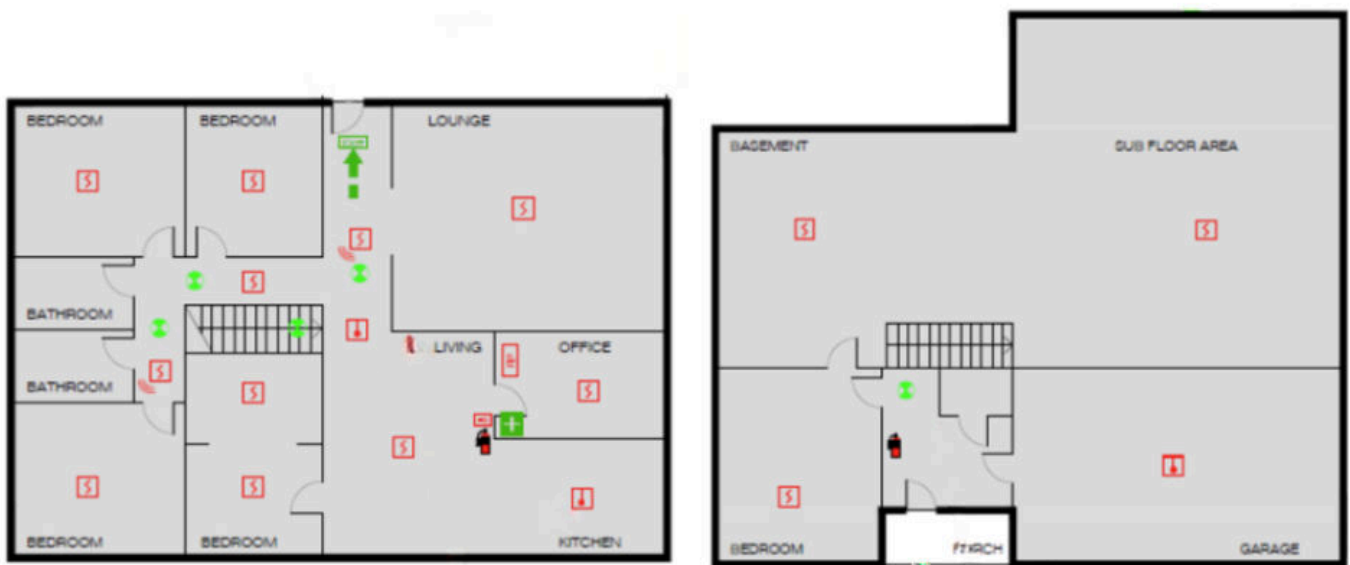 BEDROOM
BEDROOM
LOUNGE
BATHROOM
LIVING
OFFICE
BATHROOM
BEDROOM
BEDROOM
KITCHEN
BASEMENT
SUB FLOOR AREA
BEDROOM
GARAGE